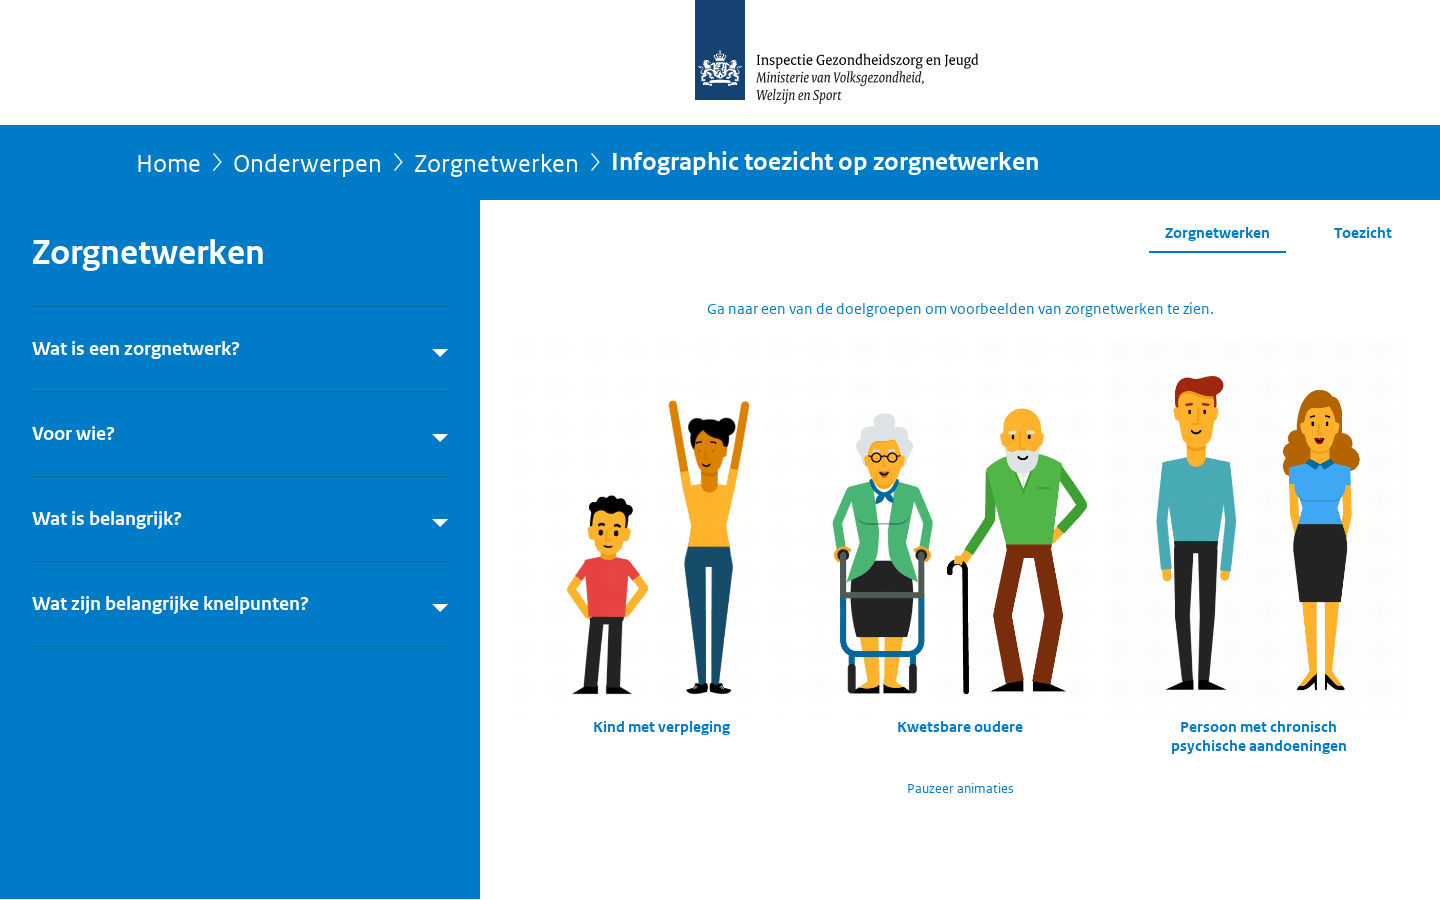 Inspectie Gezondheidszorg en Jeugd
Ministerie van Volksgezondheid,
Welzijn en Sport
Home > Onderwerpen > Zorgnetwerken > Infographic toezicht op zorgnetwerken
Zorgnetwerken
Wat is een zorgnetwerk?
Voor wie?
Wat is belangrijk?
Wat zijn belangrijke knelpunten?
Zorgnetwerken
Toezicht
Ga naar een van de doelgroepen om voorbeelden van zorgnetwerken te zien.
Kind met verpleging
Kwetsbare oudere
Persoon met chronisch
psychische aandoeningen
Pauzeer animaties